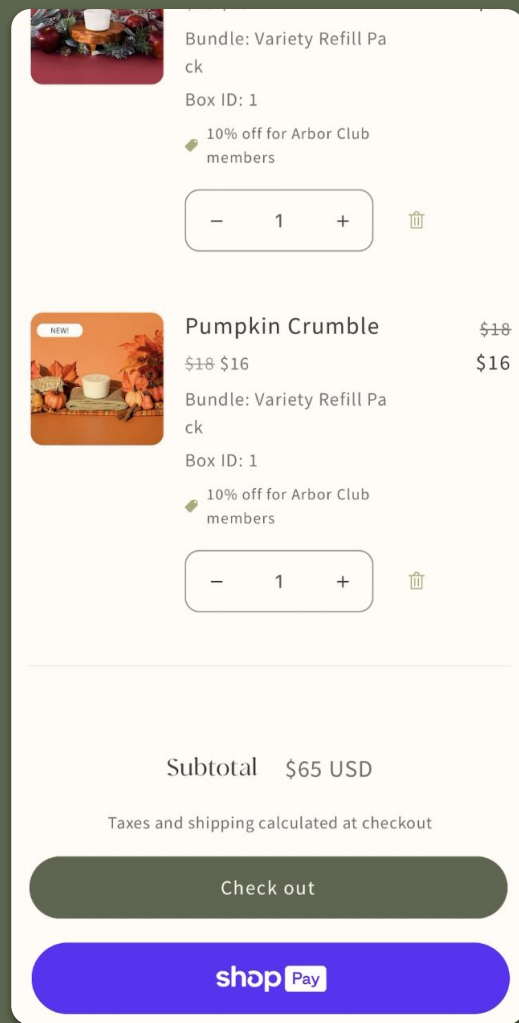 Bundle: Variety Refill Pa
ck
Box ID: 1
10% off for Arbor Club
members
− 1 +
NEW!
Pumpkin Crumble $18
$18 $16 $16
Bundle: Variety Refill Pa
ck
Box ID: 1
10% off for Arbor Club
members
− 1 +
Subtotal $65 USD
Taxes and shipping calculated at checkout
Check out
shop Pay